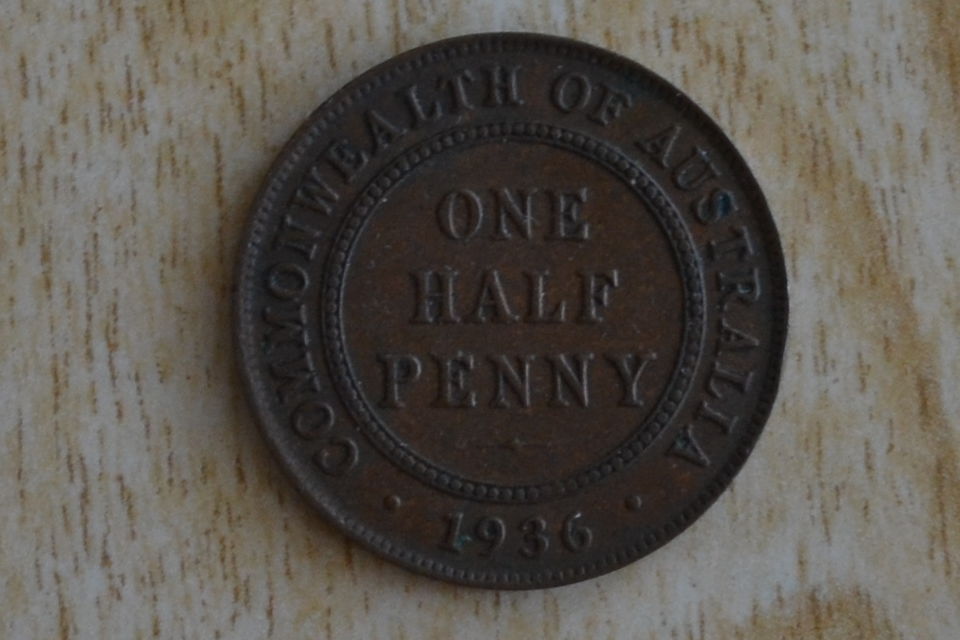 COMMONWEALTH OF AUSTRALIA
ONE
HALF
PENNY
1936